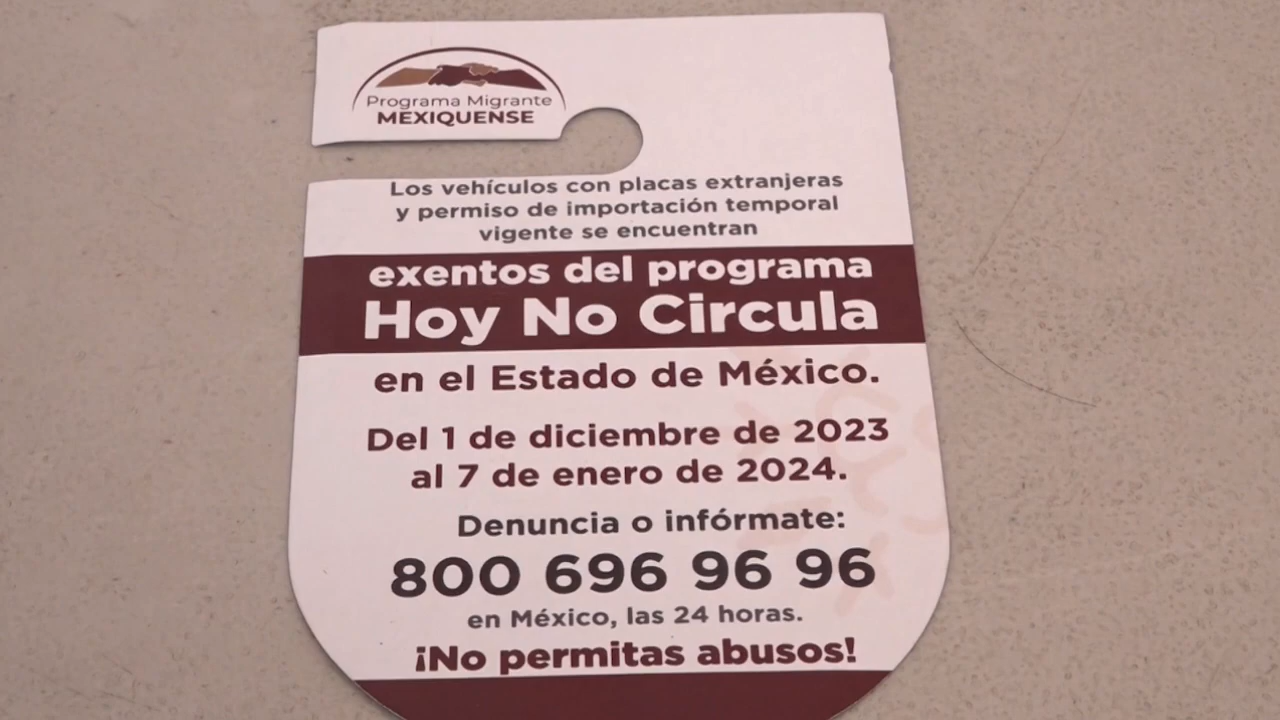 Programa Migrante
MEXIQUENSE
Los vehículos con placas extranjeras
y permiso de importación temporal
vigente se encuentran
exentos del programa
Hoy No Circula
en el Estado de México.
Del 1 de diciembre de 2023
al 7 de enero de 2024.
Denuncia o infórmate:
800 696 96 96
en México, las 24 horas.
¡No permitas abusos!